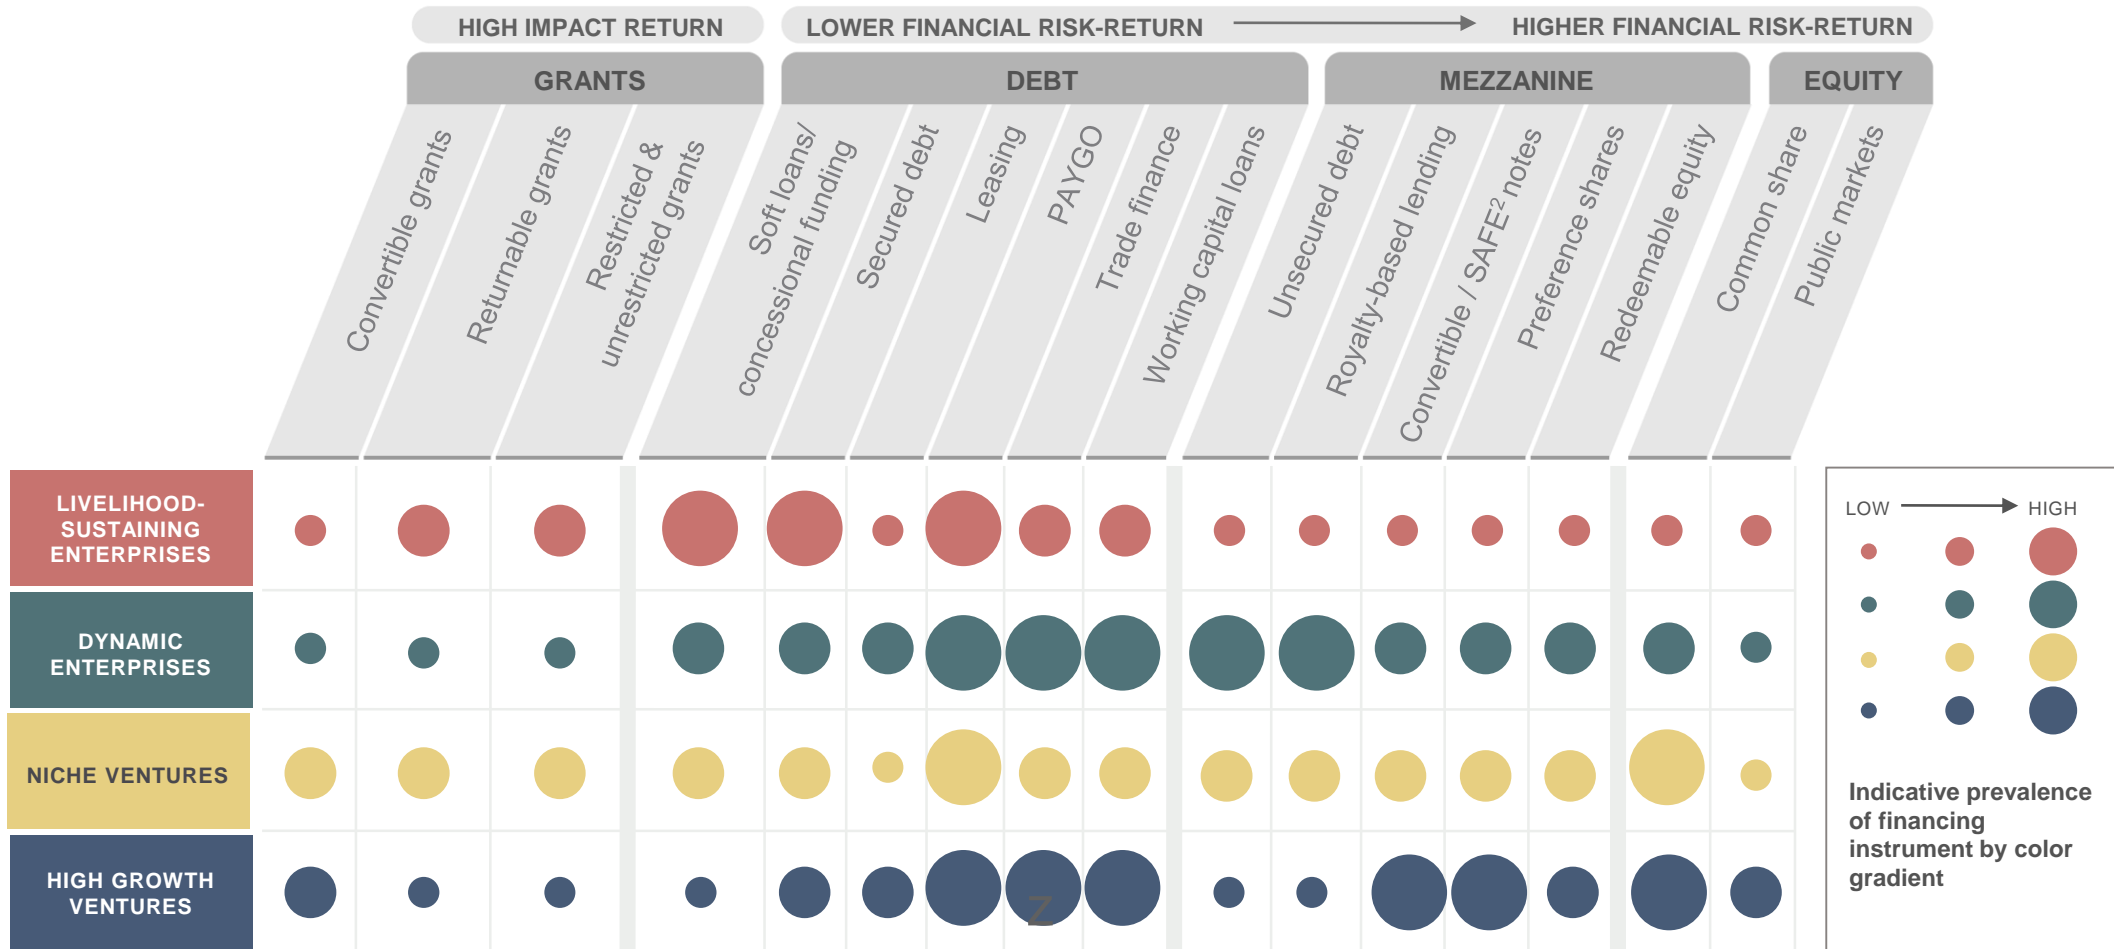 HIGH IMPACT RETURN
LOWER FINANCIAL RISK-RETURN
HIGHER FINANCIAL RISK-RETURN
GRANTS
DEBT
MEZZANINE
EQUITY
Convertible grants
Returnable grants
Restricted &
unrestricted grants
Soft loans/
concessional funding
Secured debt
Leasing
PAYGO
Trade finance
Working capital loans
Unsecured debt
Royalty-based lending
Convertible / SAFE² notes
Preference shares
Redeemable equity
Common share
Public markets
LIVELIHOOD-
SUSTAINING
ENTERPRISES
DYNAMIC
ENTERPRISES
NICHE VENTURES
HIGH GROWTH
VENTURES
Z
LOW
HIGH
Indicative prevalence
of financing
instrument by color
gradient